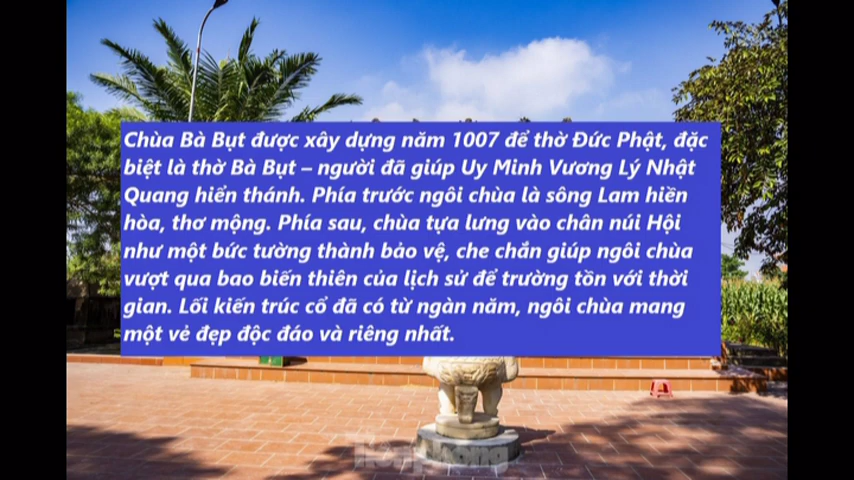 Chùa Bà Bụt được xây dựng năm 1007 để thờ Đức Phật, đặc
biệt là thờ Bà Bụt – người đã giúp Uy Minh Vương Lý Nhật
Quang hiển thánh. Phía trước ngôi chùa là sông Lam hiền
hòa, thơ mộng. Phía sau, chùa tựa lưng vào chân núi Hội
như một bức tường thành bảo vệ, che chắn giúp ngôi chùa
vượt qua bao biến thiên của lịch sử để trường tồn với thời
gian. Lối kiến trúc cổ đã có từ ngàn năm, ngôi chùa mang
một vẻ đẹp độc đáo và riêng nhất.
Tiền phong